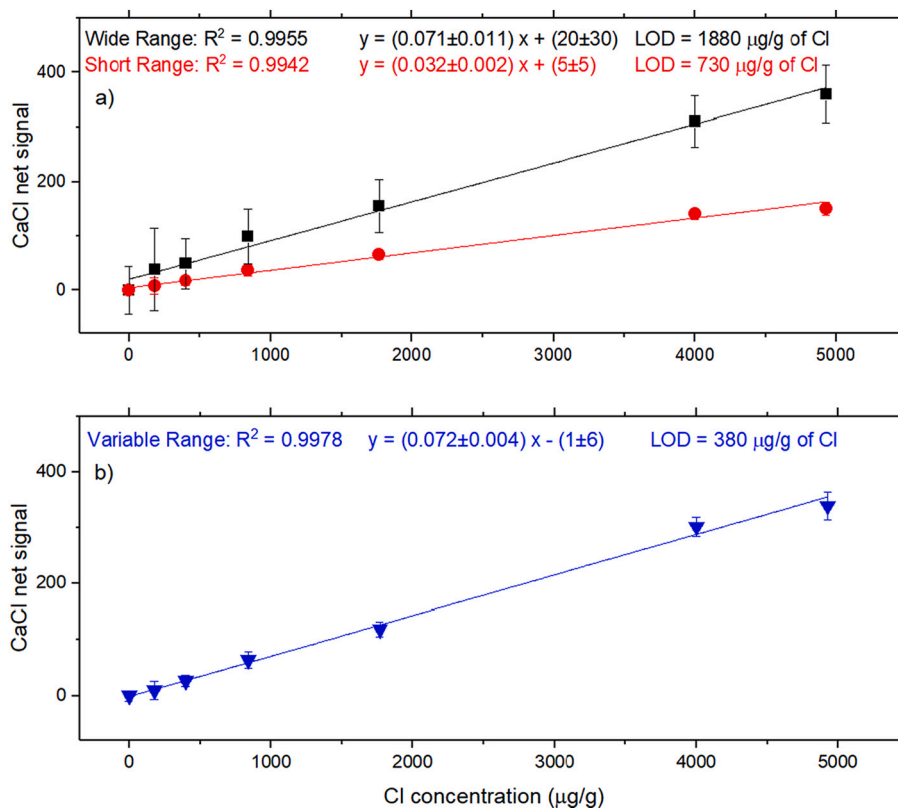 Wide Range: R² = 0.9955 y = (0.071±0.011) x + (20±30) LOD = 1880 μg/g of Cl
Short Range: R² = 0.9942 y = (0.032±0.002) x + (5±5) LOD = 730 μg/g of Cl
a)
400
200
0
CaCl net signal
0 1000 2000 3000 4000 5000
Variable Range: R² = 0.9978 y = (0.072±0.004) x - (1±6) LOD = 380 μg/g of Cl
b)
400
200
0
CaCl net signal
0 1000 2000 3000 4000 5000
Cl concentration (μg/g)